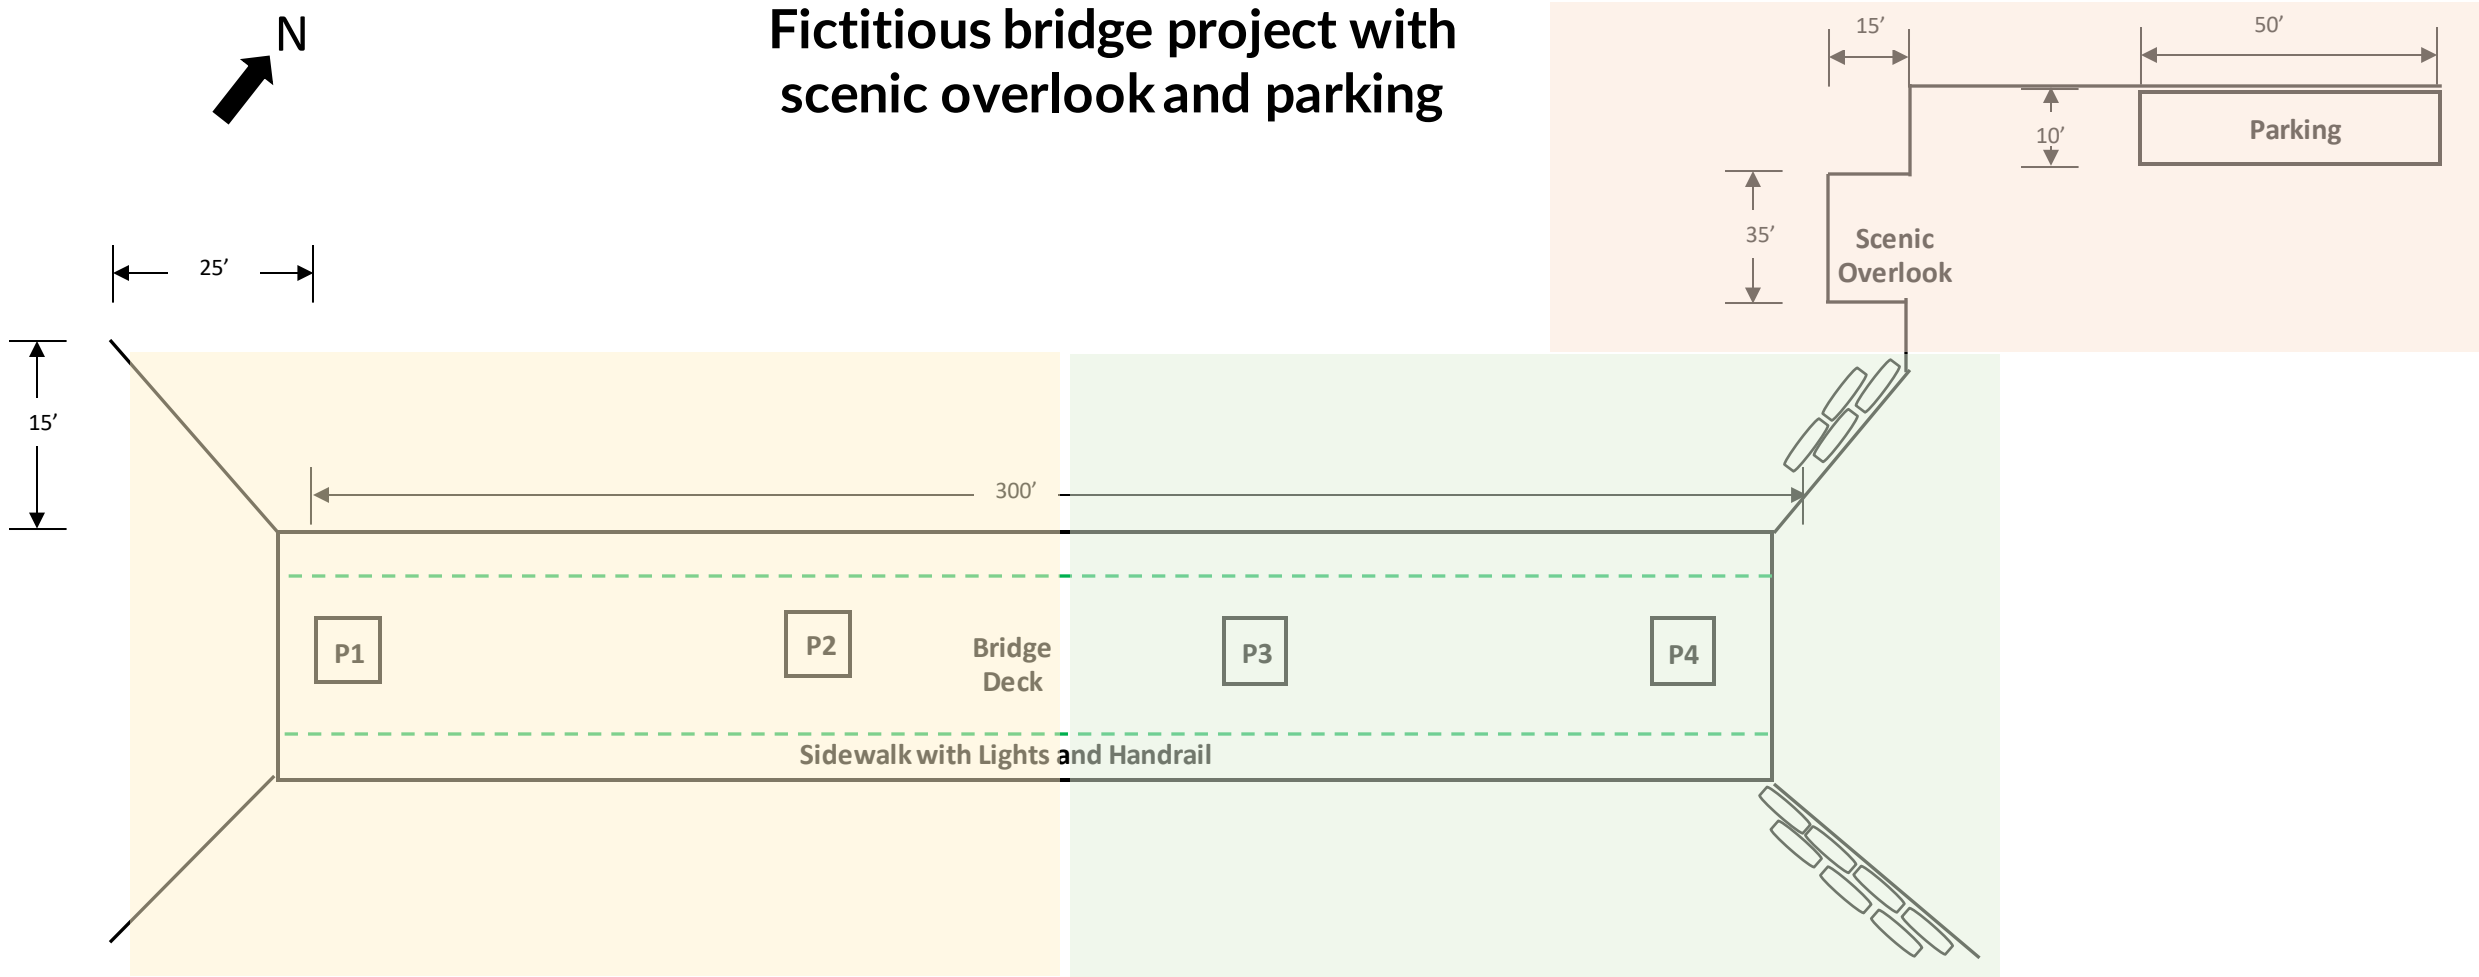 N
Fictitious bridge project with
scenic overlook and parking
15’
50’
10’
Parking
35’
Scenic
Overlook
25’
15’
300’
P1
P2
Bridge
Deck
P3
P4
Sidewalk with Lights and Handrail